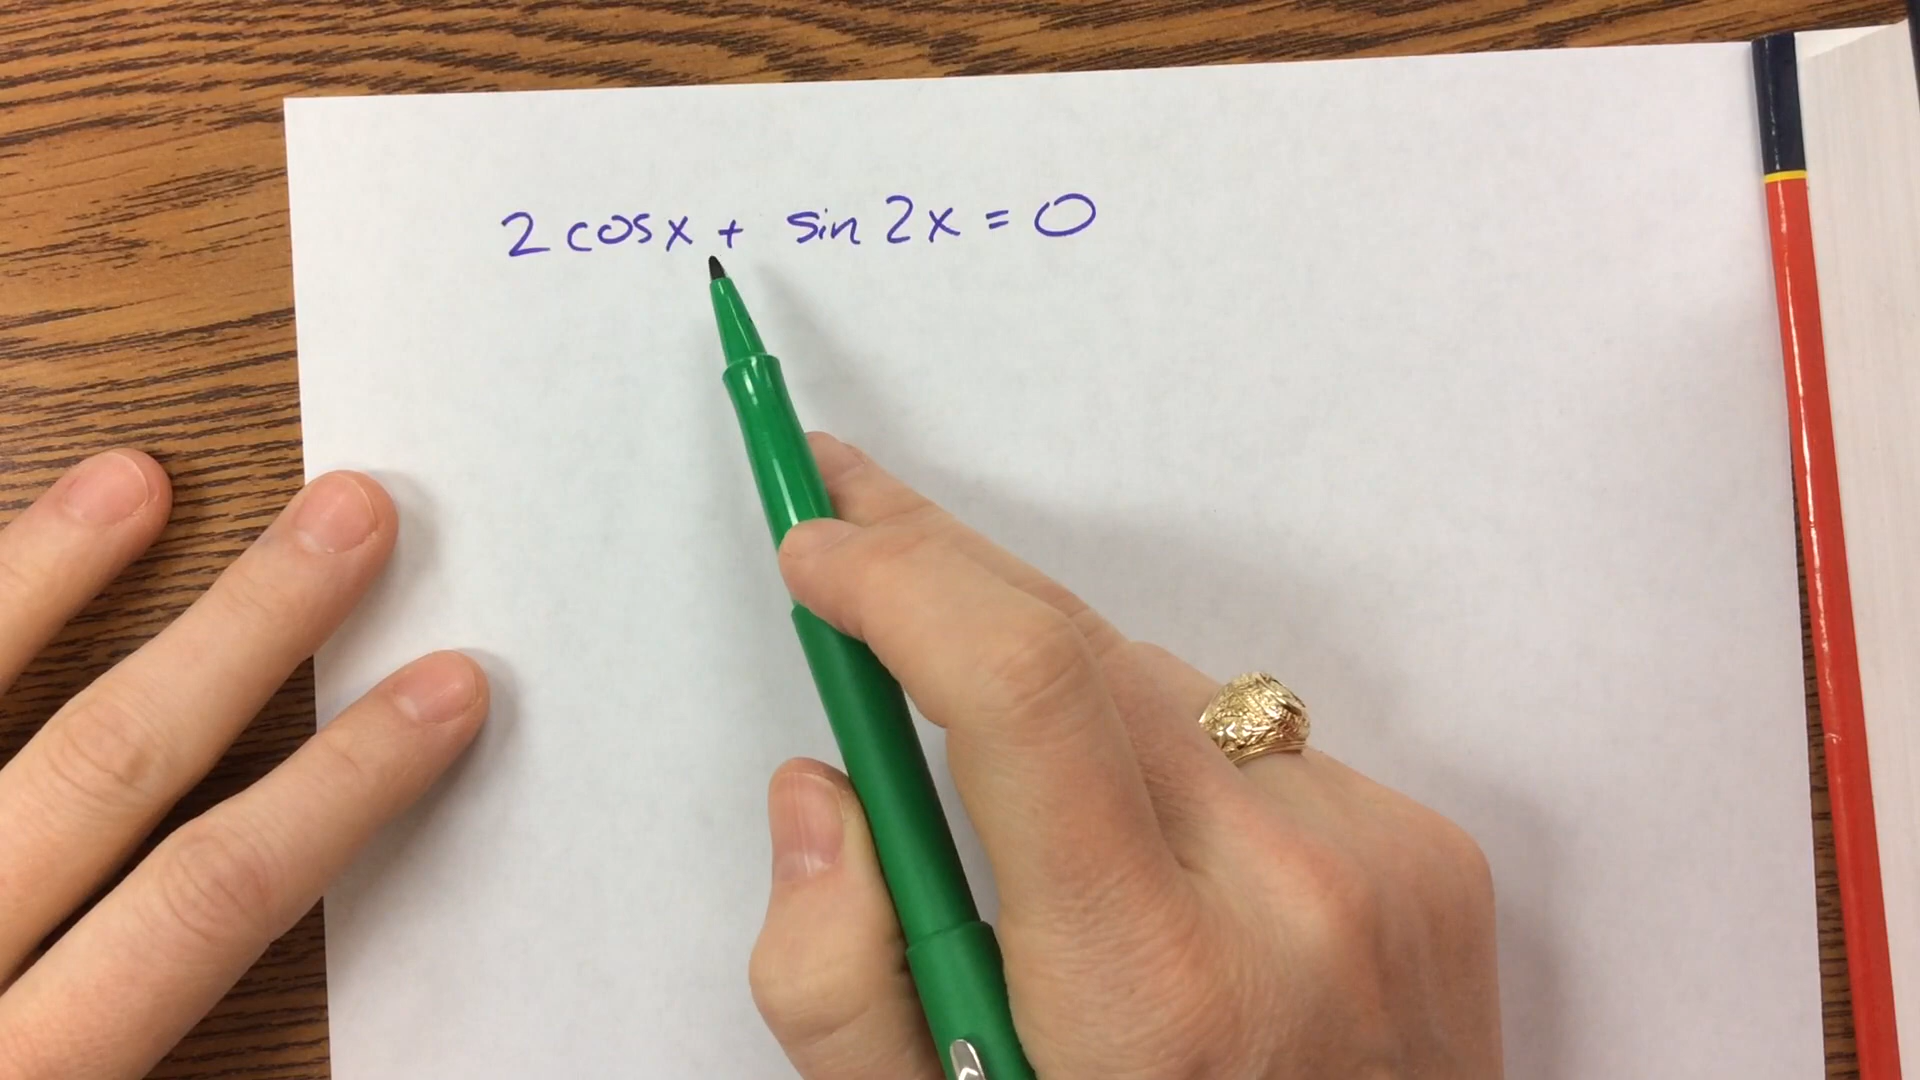 2 cos x + sin 2x = 0